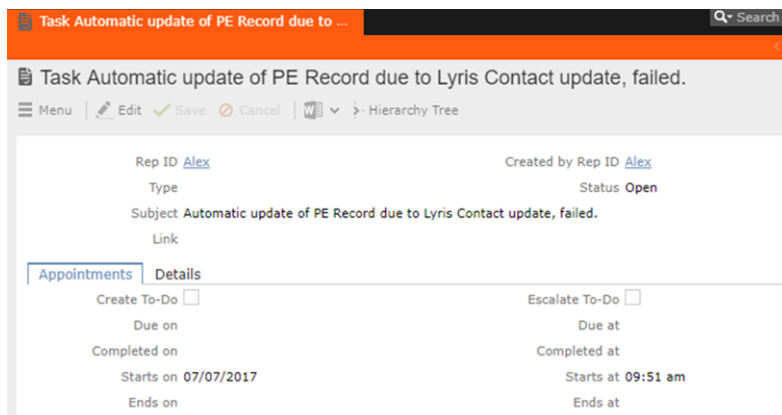 Task Automatic update of PE Record due to ...
Search
Task Automatic update of PE Record due to Lyris Contact update, failed.
Menu Edit Save Cancel Hierarchy Tree
Rep ID Alex Created by Rep ID Alex
Type Status Open
Subject Automatic update of PE Record due to Lyris Contact update, failed.
Link
Appointments Details
Create To-Do Escalate To-Do
Due on Due at
Completed on Completed at
Starts on 07/07/2017 Starts at 09:51 am
Ends on Ends at